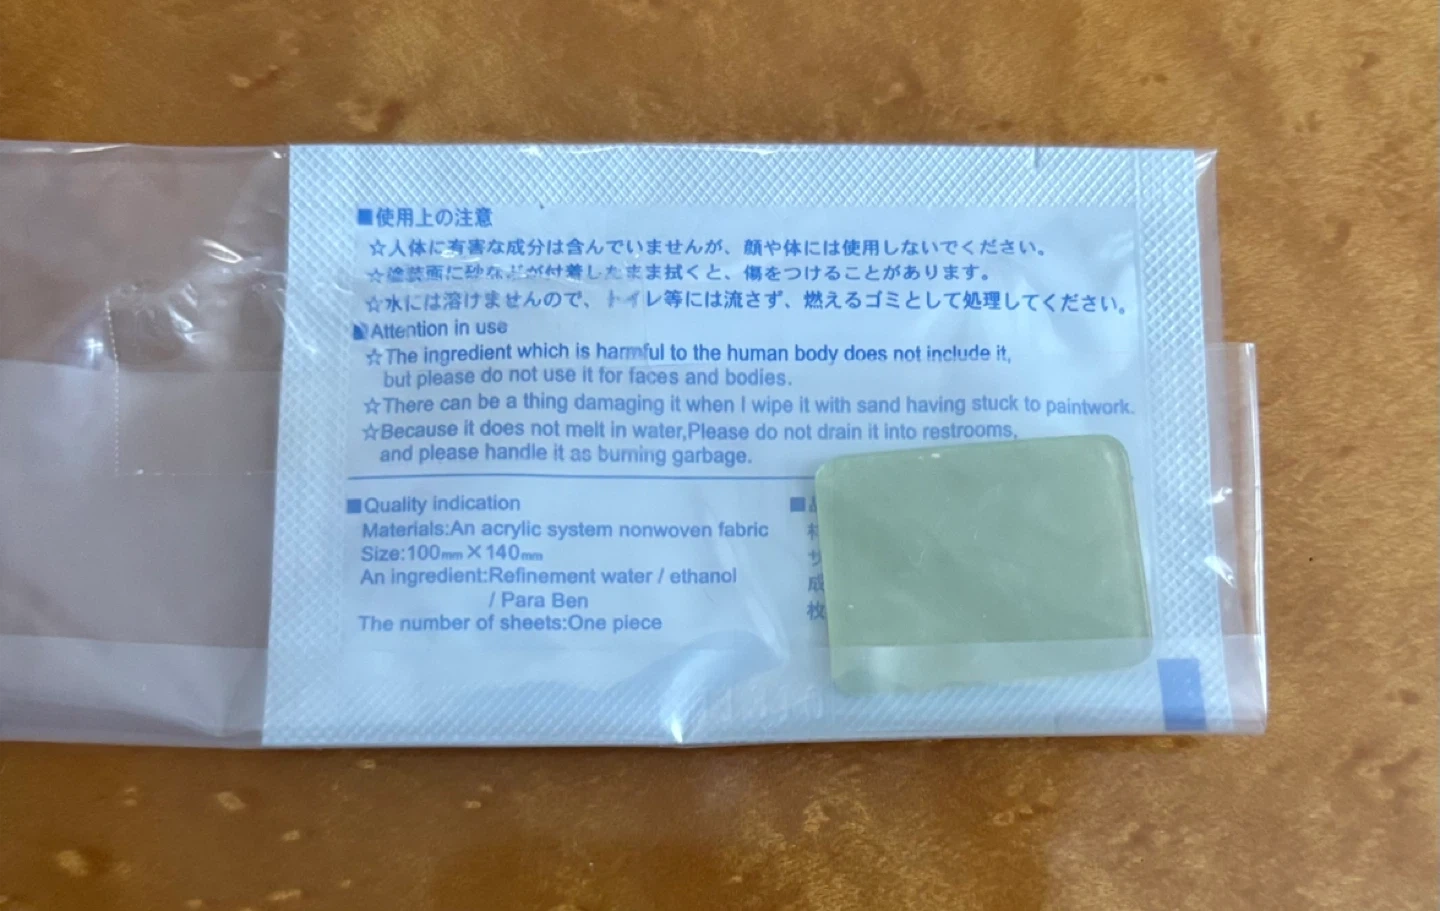 ■使用上の注意
☆人体に有害な成分は含んでいませんが、顔や体には使用しないでください。
☆塗装面に砂などが付着したまま拭くと、傷をつけることがあります。
☆水には溶けませんので、トイレ等には流さず、燃えるゴミとして処理してください。
■Attention in use
☆The ingredient which is harmful to the human body does not include it,
but please do not use it for faces and bodies.
☆There can be a thing damaging it when I wipe it with sand having stuck to paintwork.
☆Because it does not melt in water,Please do not drain it into restrooms,
and please handle it as burning garbage.
■Quality indication
Materials:An acrylic system nonwoven fabric
Size:100mm×140mm
An ingredient:Refinement water / ethanol
/ Para Ben
The number of sheets:One piece